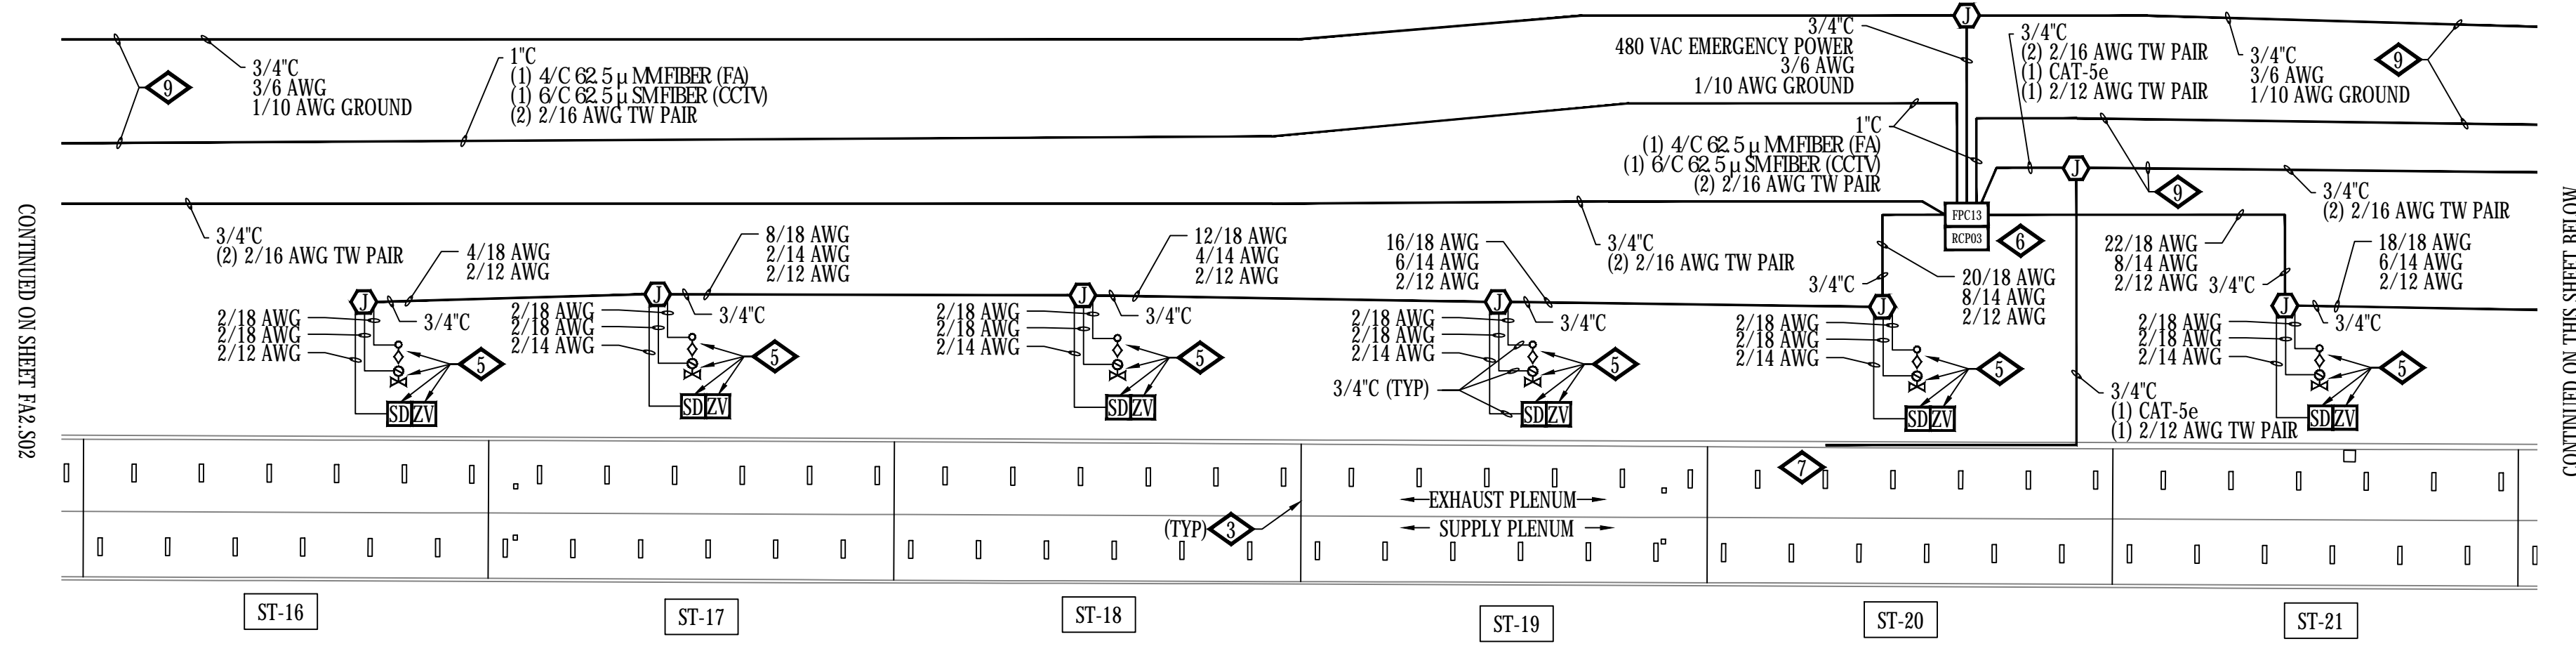 J
3/4"C
480 VAC EMERGENCY POWER
3/6 AWG
1/10 AWG GROUND
3/4"C
(2) 2/16 AWG TW PAIR
(1) CAT-5e
(1) 2/12 AWG TW PAIR
3/4"C
3/6 AWG
1/10 AWG GROUND
9
9
3/4"C
3/6 AWG
1/10 AWG GROUND
1"C
(1) 4/C 62.5 µ MM FIBER (FA)
(1) 6/C 62.5 µ SM FIBER (CCTV)
(2) 2/16 AWG TW PAIR
1"C
(1) 4/C 62.5 µ MM FIBER (FA)
(1) 6/C 62.5 µ SM FIBER (CCTV)
(2) 2/16 AWG TW PAIR
J
9
3/4"C
(2) 2/16 AWG TW PAIR
FPC13
RCP03
6
CONTINUED ON SHEET FA2.S02
3/4"C
(2) 2/16 AWG TW PAIR
4/18 AWG
2/12 AWG
8/18 AWG
2/14 AWG
2/12 AWG
12/18 AWG
4/14 AWG
2/12 AWG
16/18 AWG
6/14 AWG
2/12 AWG
3/4"C
(2) 2/16 AWG TW PAIR
3/4"C
20/18 AWG
8/14 AWG
2/12 AWG
22/18 AWG
8/14 AWG
2/12 AWG
3/4"C
18/18 AWG
6/14 AWG
2/12 AWG
J
2/18 AWG
2/18 AWG
2/12 AWG
3/4"C
5
SD ZV
J
2/18 AWG
2/18 AWG
2/14 AWG
3/4"C
5
SD ZV
J
2/18 AWG
2/18 AWG
2/14 AWG
3/4"C
5
SD ZV
J
2/18 AWG
2/18 AWG
2/14 AWG
3/4"C (TYP)
3/4"C
5
SD ZV
J
2/18 AWG
2/18 AWG
2/14 AWG
5
SD ZV
3/4"C
(1) CAT-5e
(1) 2/12 AWG TW PAIR
J
2/18 AWG
2/18 AWG
2/14 AWG
3/4"C
5
SD ZV
7
EXHAUST PLENUM
(TYP) 3
SUPPLY PLENUM
ST-16
ST-17
ST-18
ST-19
ST-20
ST-21
CONTINUED ON THIS SHEET BELOW